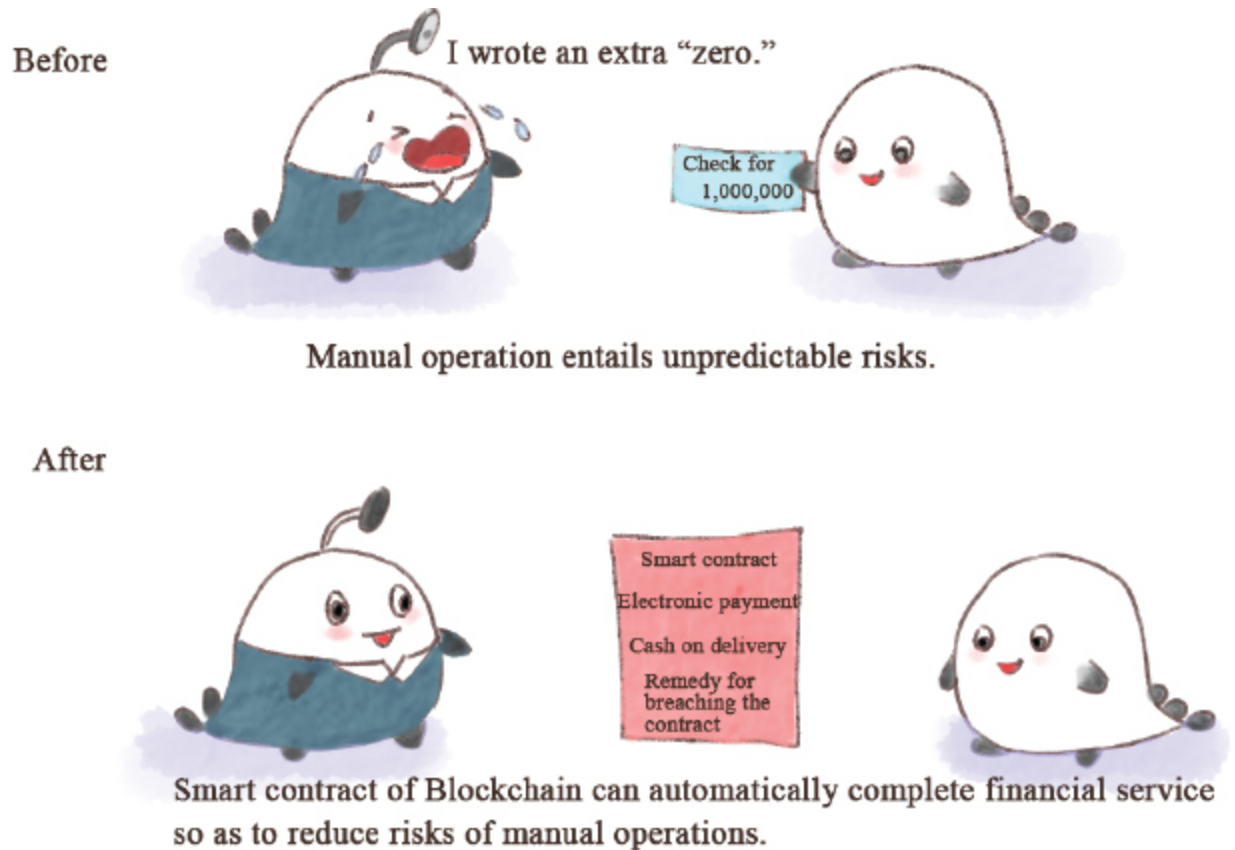 Before
I wrote an extra “zero.”
Check for
1,000,000
Manual operation entails unpredictable risks.
After
Smart contract
Electronic payment
Cash on delivery
Remedy for
breaching the
contract
Smart contract of Blockchain can automatically complete financial service
so as to reduce risks of manual operations.